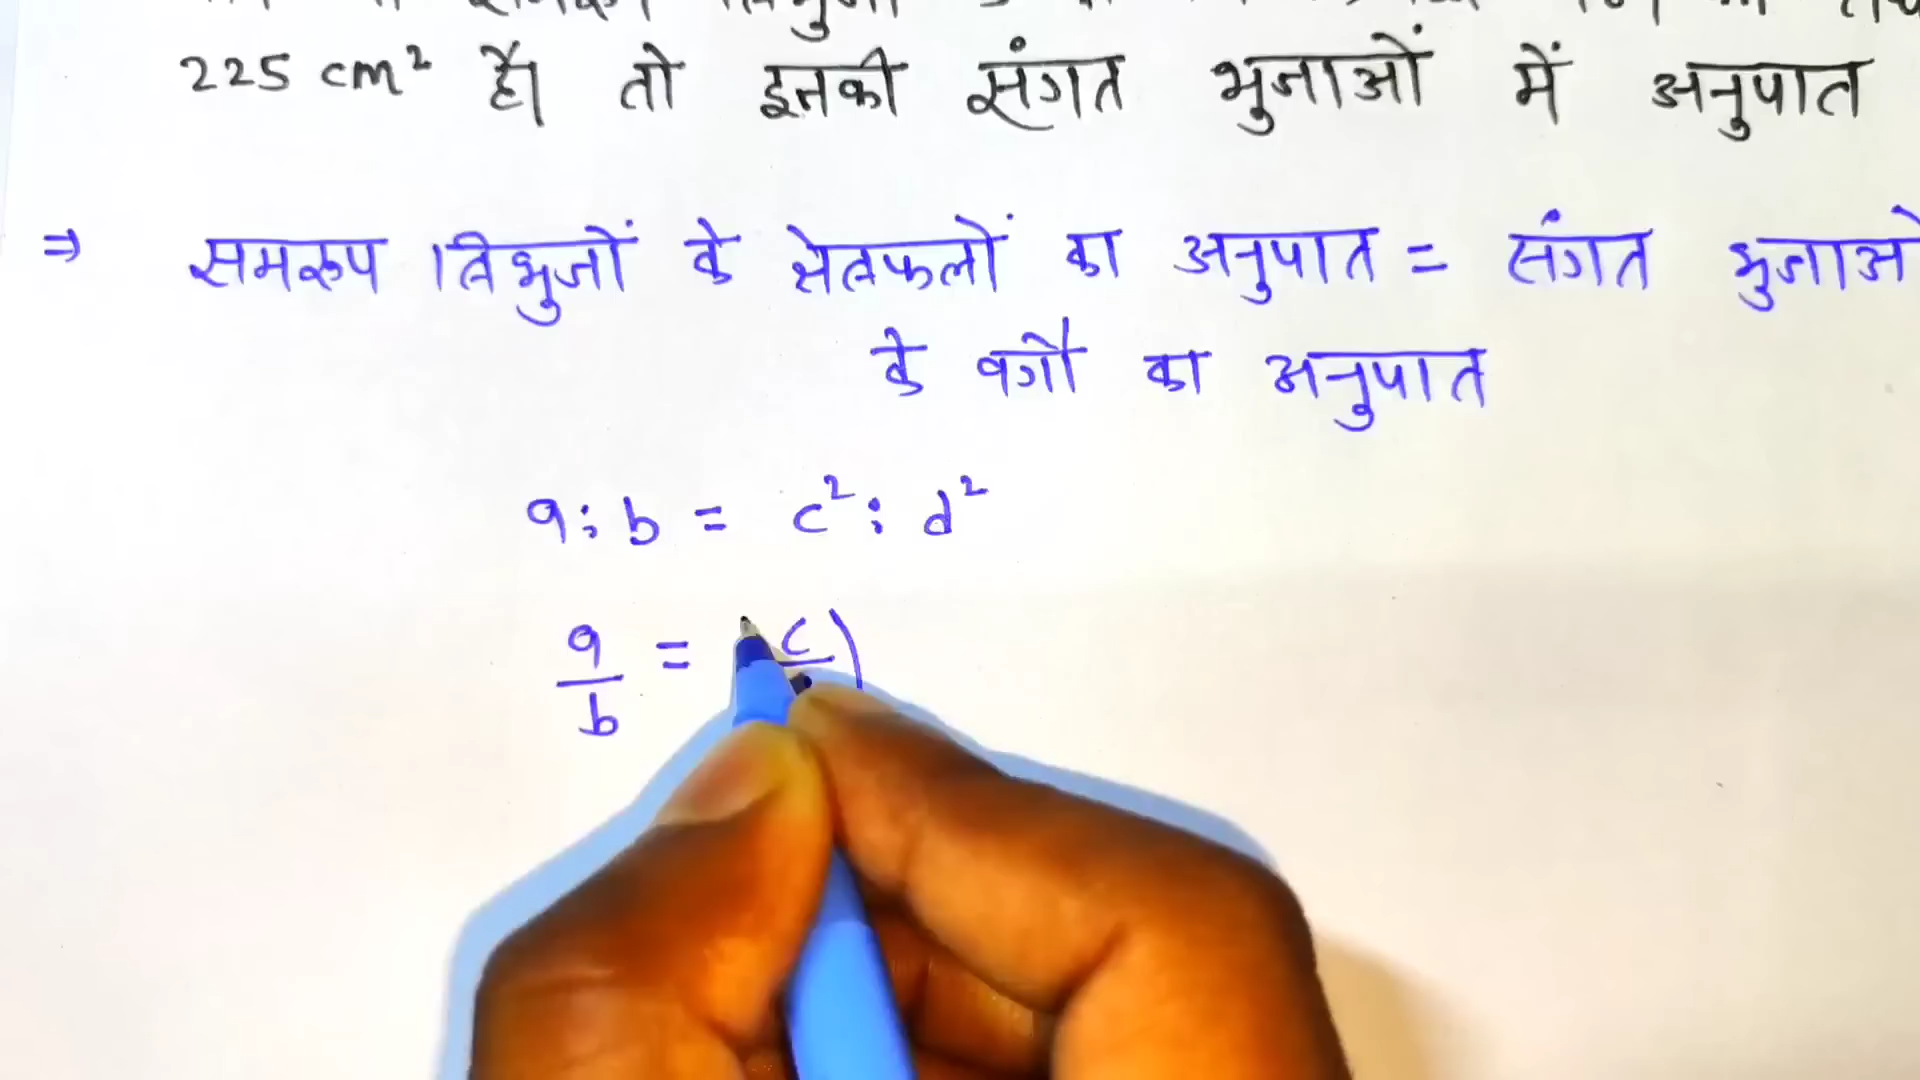 225 cm² है। तो इनकी संगत भुजाओं में अनुपात
⇒ समरूप त्रिभुजों के क्षेत्रफलों का अनुपात = संगत भुजाओ
के वर्गो का अनुपात
a : b = c² : d²
a/b = c/ )